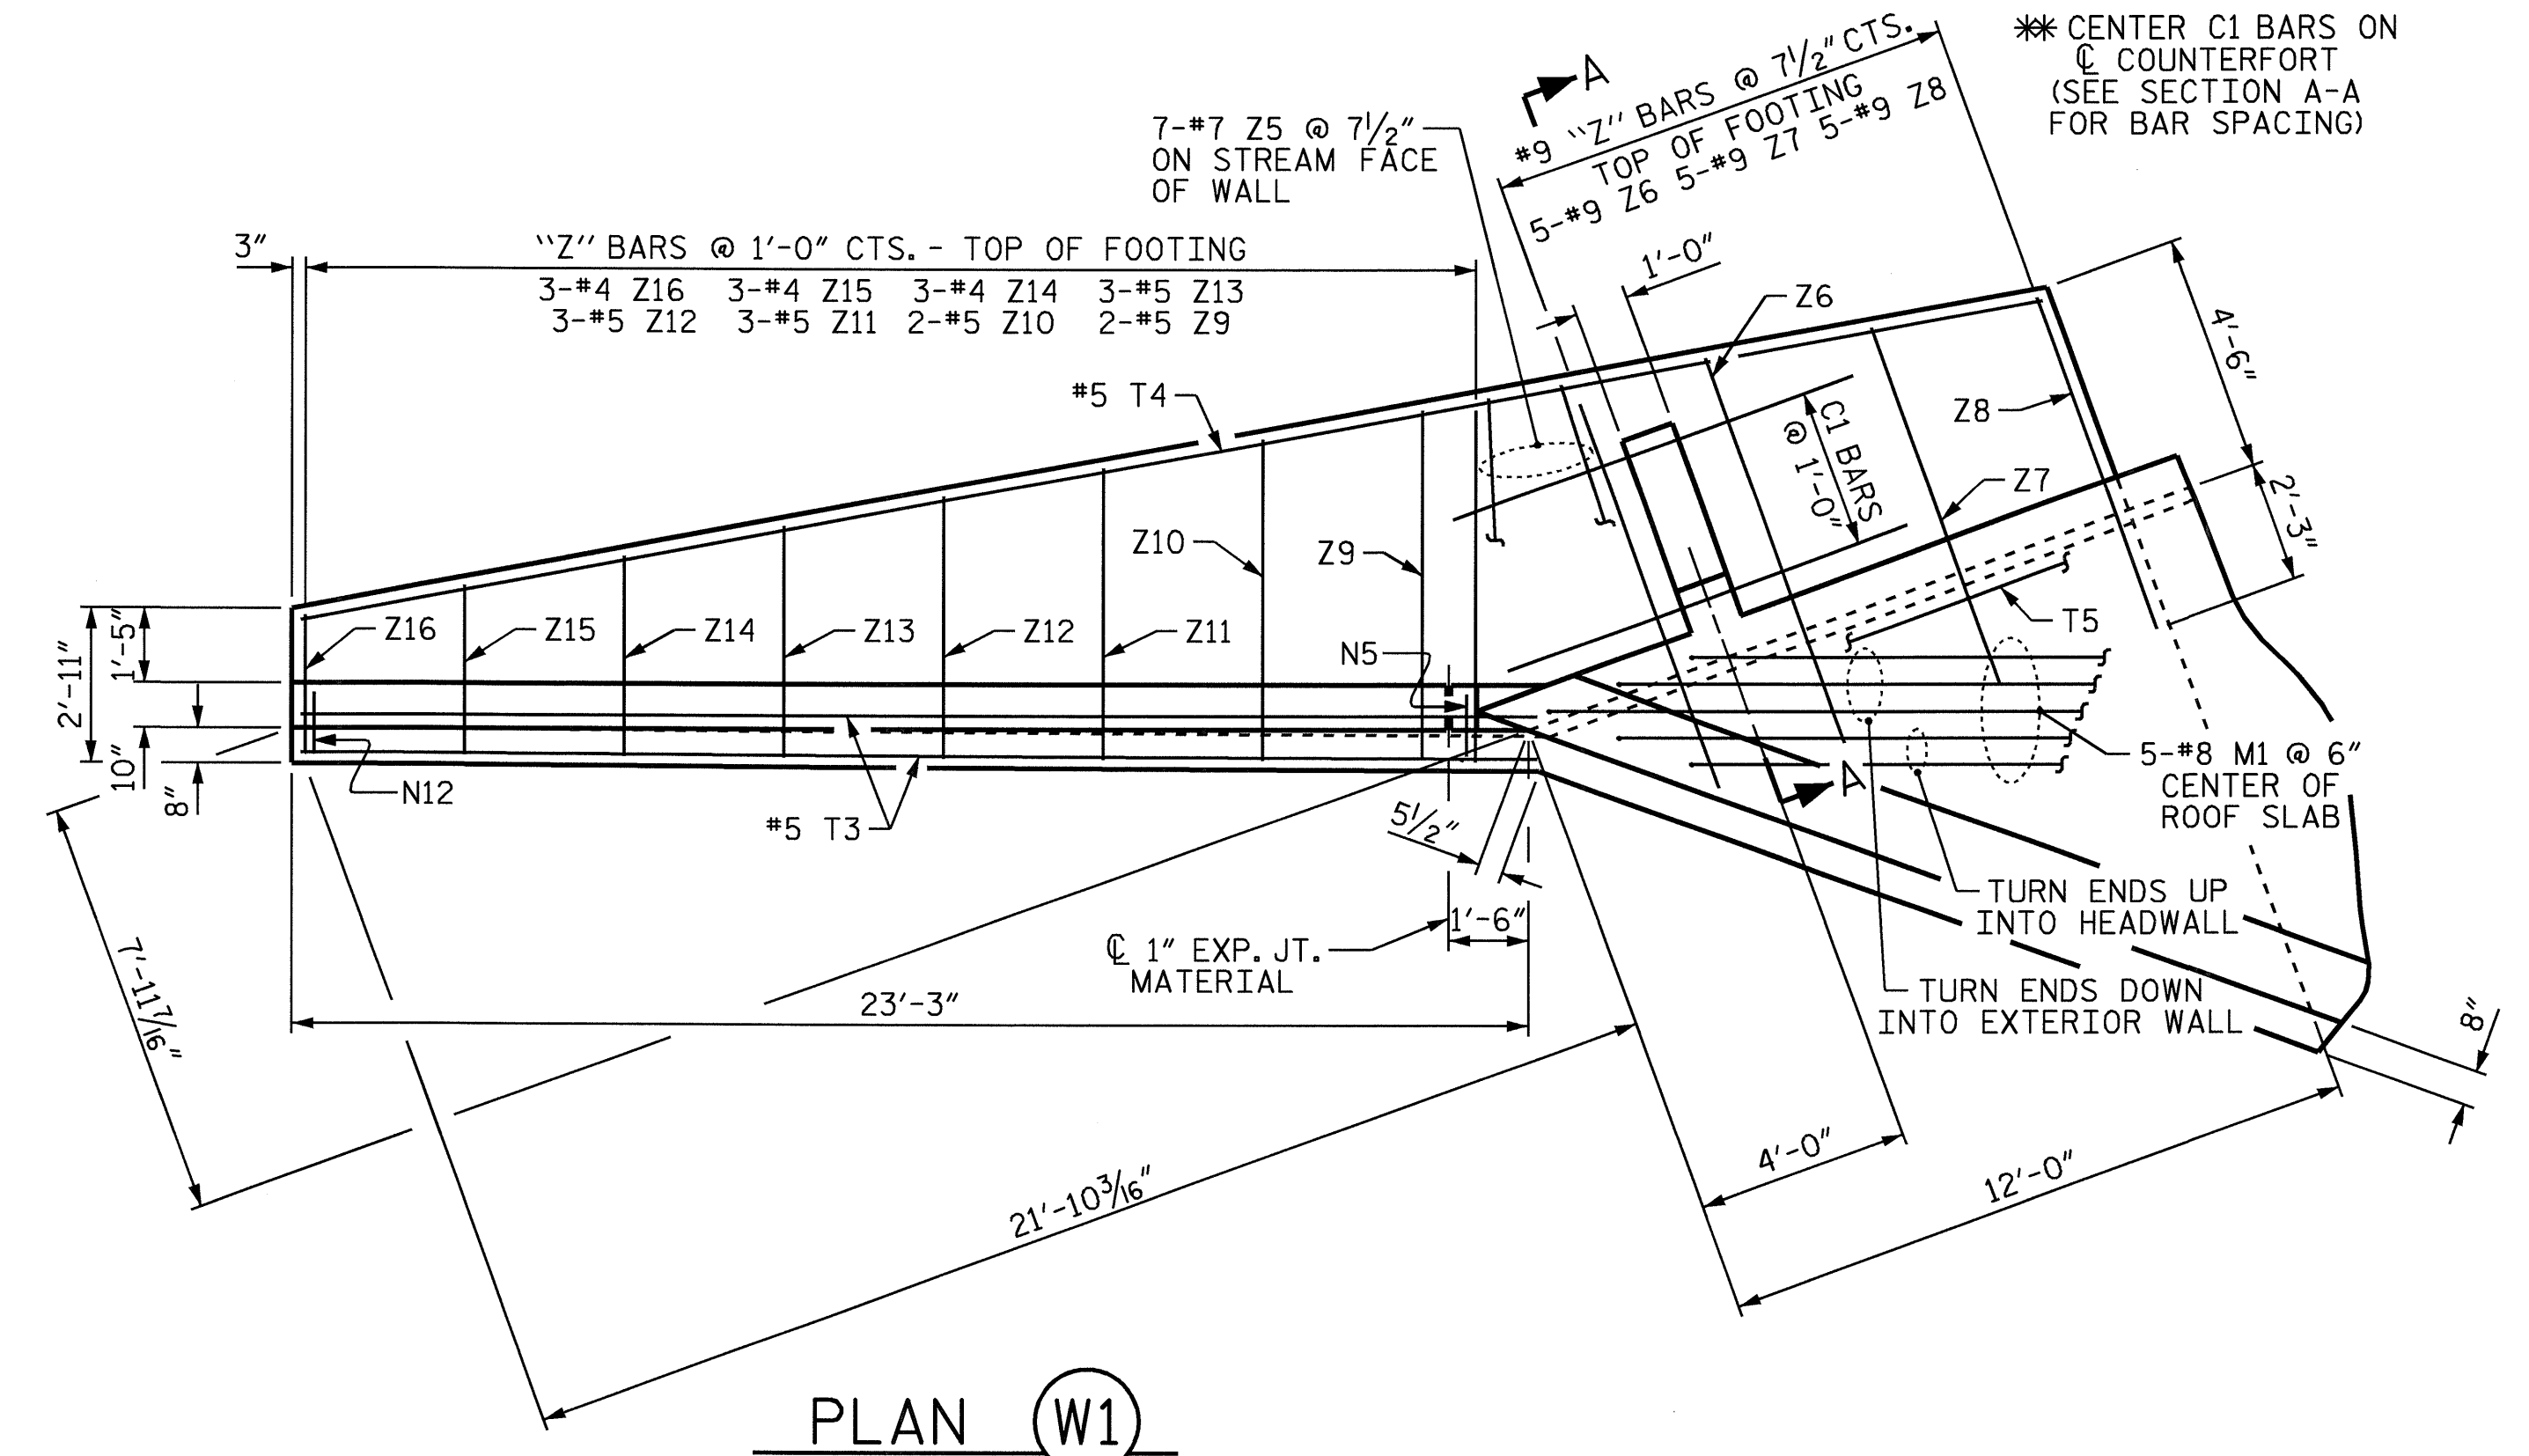 ** CENTER C1 BARS ON
℄ COUNTERFORT
(SEE SECTION A-A
FOR BAR SPACING)
A
#9 "Z" BARS @ 7½" CTS.
TOP OF FOOTING
5-#9 Z6 5-#9 Z7 5-#9 Z8
7-#7 Z5 @ 7½"
ON STREAM FACE
OF WALL
3"
"Z" BARS @ 1'-0" CTS. - TOP OF FOOTING
3-#4 Z16 3-#4 Z15 3-#4 Z14 3-#5 Z13
3-#5 Z12 3-#5 Z11 2-#5 Z10 2-#5 Z9
1'-0"
Z6
4'-6"
#5 T4
C1 BARS
@ 1'-0"
Z8
Z7
2'-3"
Z10
Z9
Z16
Z15
Z14
Z13
Z12
Z11
N5
T5
2'-11"
1'-5"
10"
8"
N12
#5 T3
A
5-#8 M1 @ 6"
CENTER OF
ROOF SLAB
5½"
1'-6"
℄ 1" EXP. JT.
MATERIAL
TURN ENDS UP
INTO HEADWALL
TURN ENDS DOWN
INTO EXTERIOR WALL
8"
7'-11⁷⁄₁₆"
23'-3"
21'-10³⁄₁₆"
4'-0"
12'-0"
PLAN W1